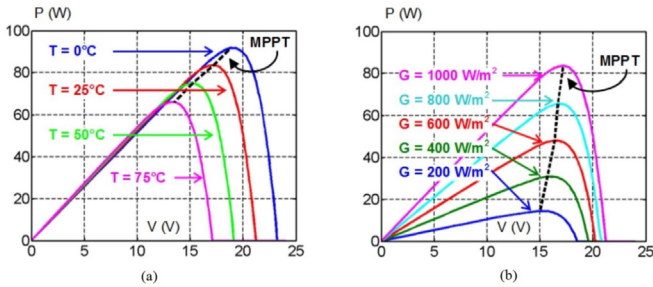 P (W)
100
80
60
40
20
0
0 5 10 15 20 25
T = 0°C
T = 25°C
T = 50°C
T = 75°C
MPPT
V (V)
(a)
P (W)
100
80
60
40
20
0
0 5 10 15 20 25
G = 1000 W/m²
G = 800 W/m²
G = 600 W/m²
G = 400 W/m²
G = 200 W/m²
MPPT
V (V)
(b)